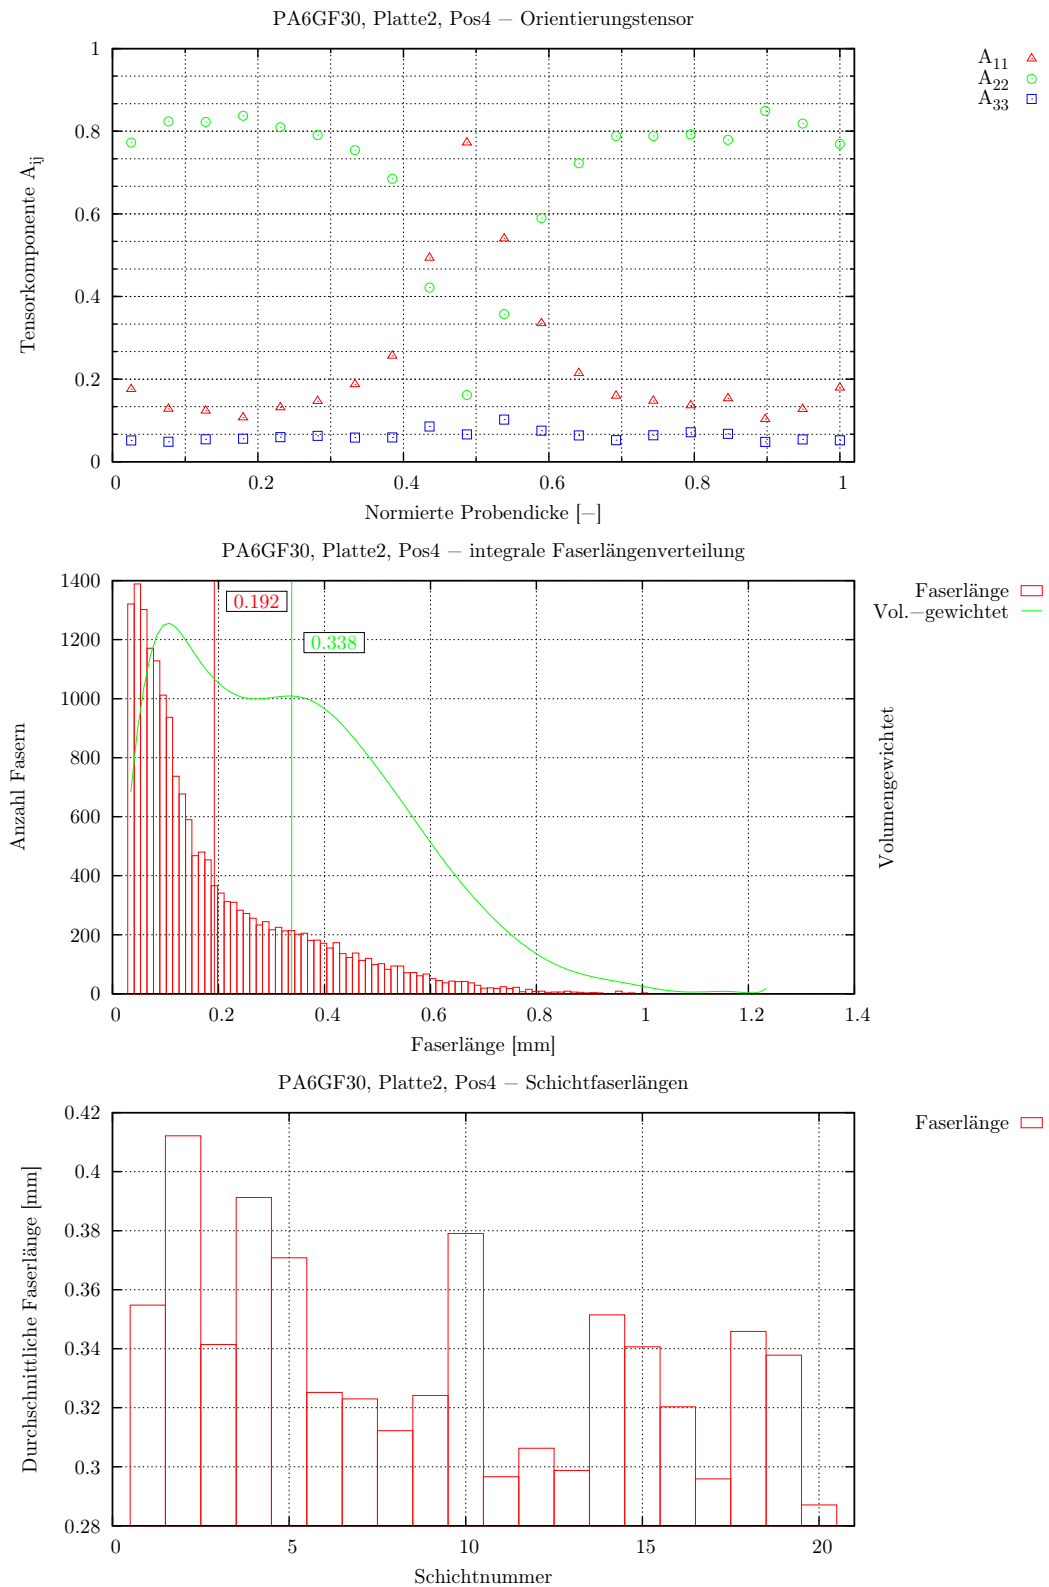 PA6GF30, Platte2, Pos4 − Orientierungstensor
A11
A22
A33
Tensorkomponente Aij
1
0.8
0.6
0.4
0.2
0
0 0.2 0.4 0.6 0.8 1
Normierte Probendicke [−]
PA6GF30, Platte2, Pos4 − integrale Faserlängenverteilung
Faserlänge
Vol.−gewichtet
0.192
0.338
Anzahl Fasern
Volumengewichtet
1400
1200
1000
800
600
400
200
0
0 0.2 0.4 0.6 0.8 1 1.2 1.4
Faserlänge [mm]
PA6GF30, Platte2, Pos4 − Schichtfaserlängen
Faserlänge
Durchschnittliche Faserlänge [mm]
0.42
0.4
0.38
0.36
0.34
0.32
0.3
0.28
0 5 10 15 20
Schichtnummer